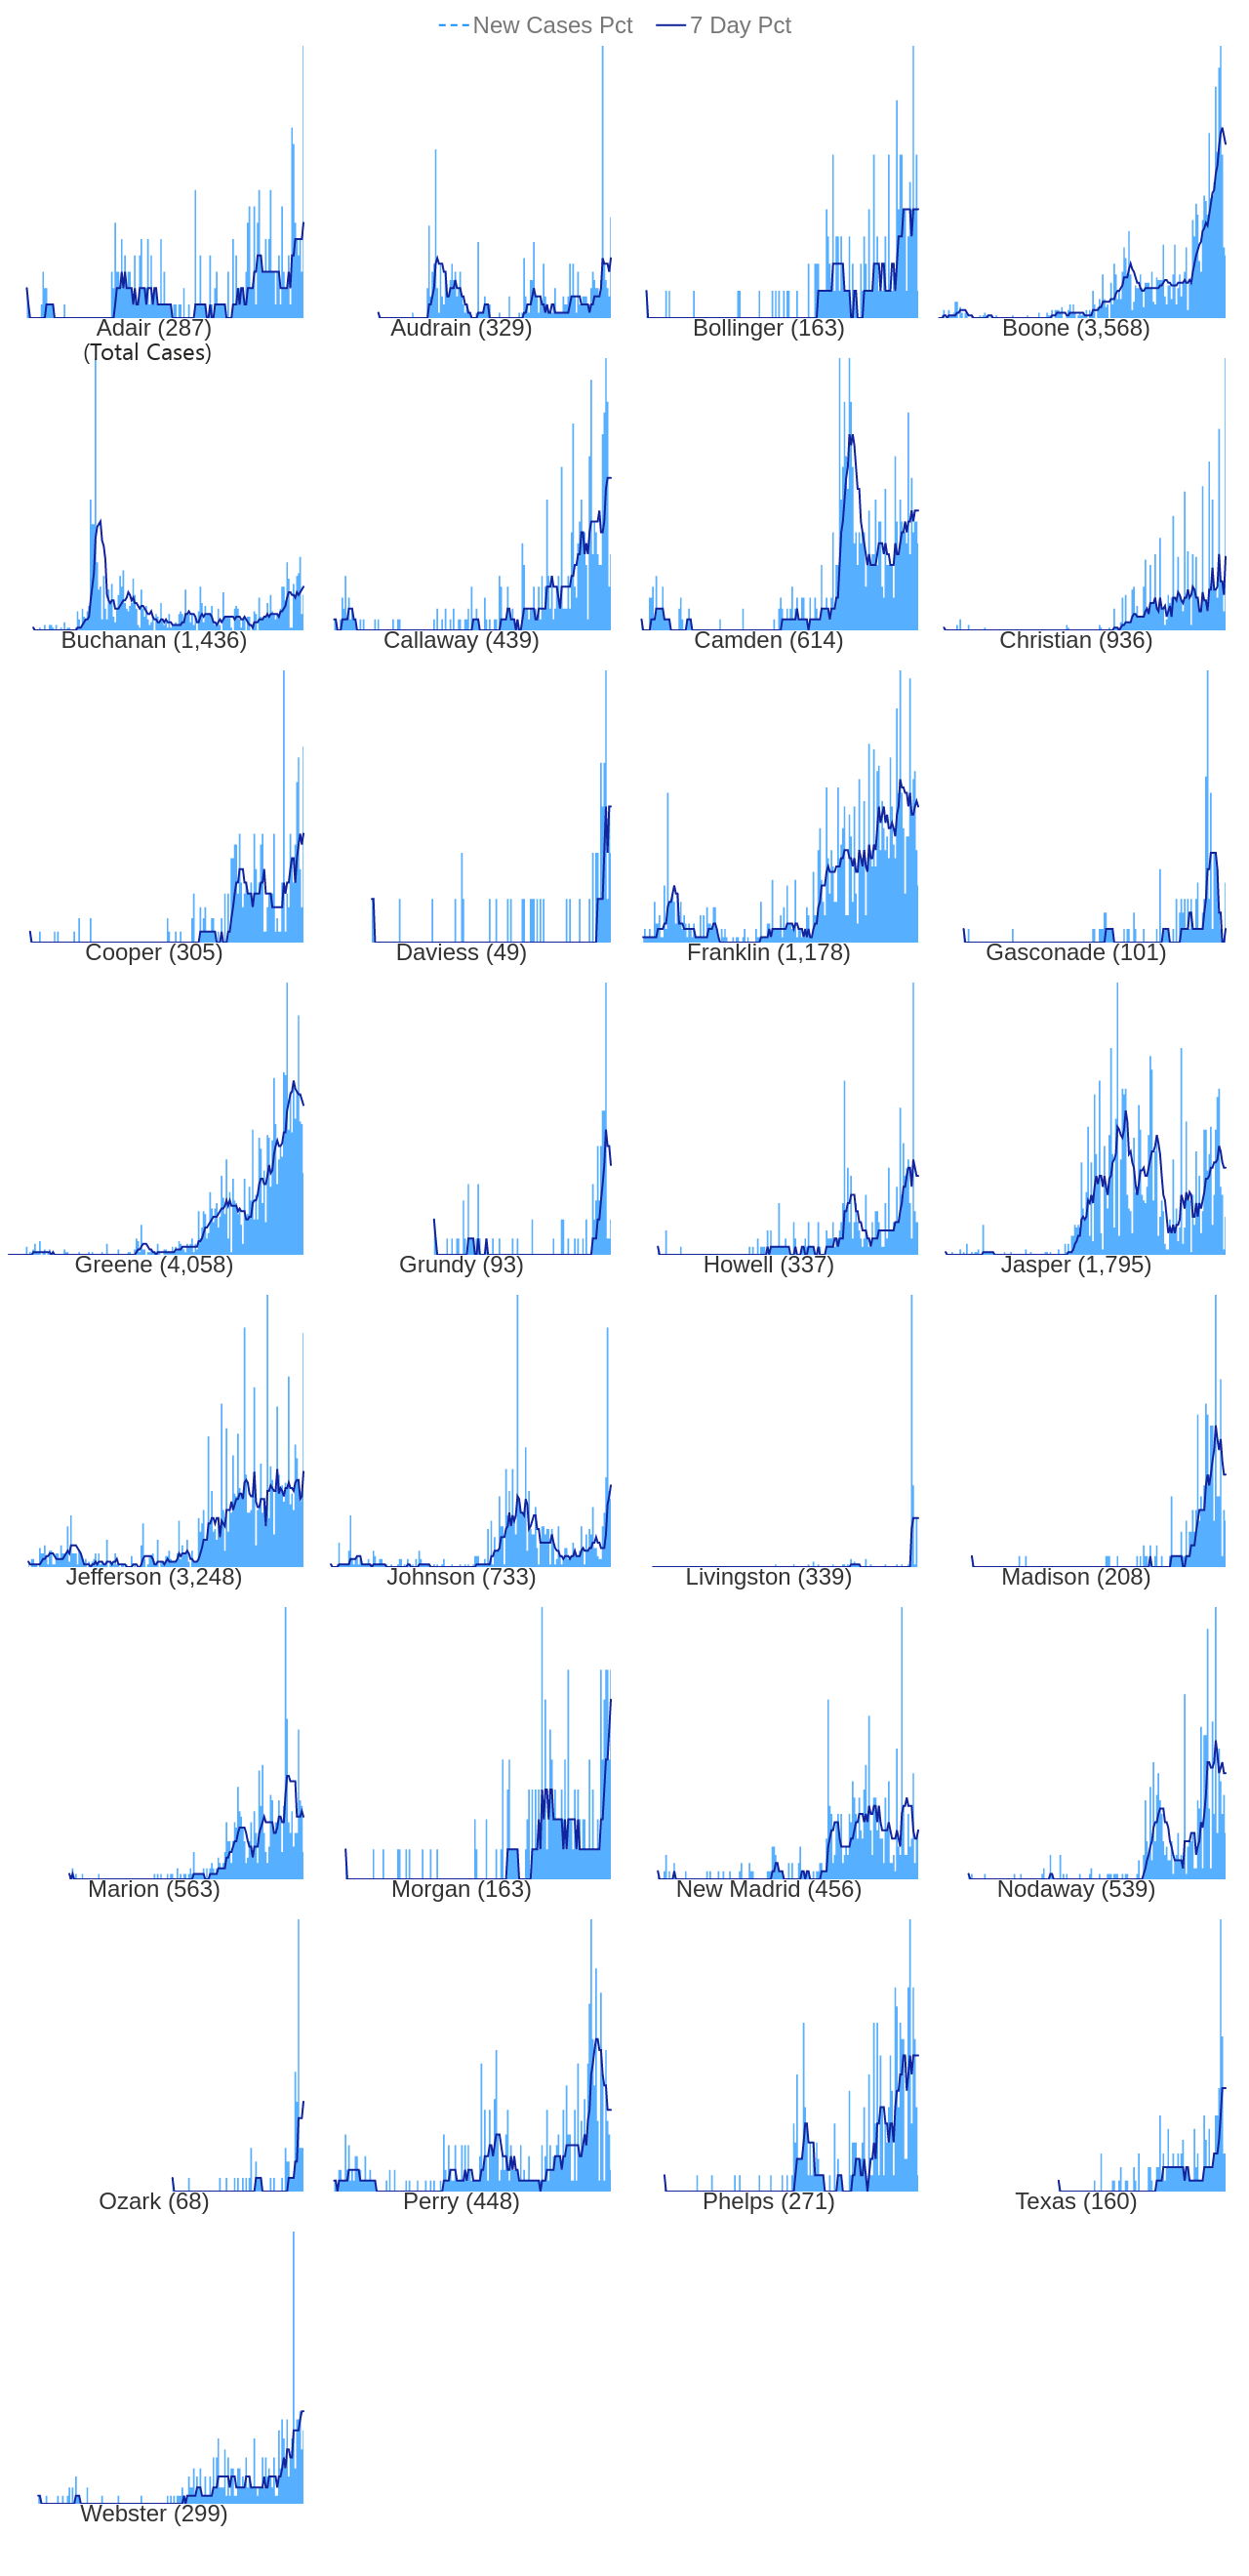 New Cases Pct 7 Day Pct
Adair (287) Audrain (329) Bollinger (163) Boone (3,568)
(Total Cases)
Buchanan (1,436) Callaway (439) Camden (614) Christian (936)
Cooper (305) Daviess (49) Franklin (1,178) Gasconade (101)
Greene (4,058) Grundy (93) Howell (337) Jasper (1,795)
Jefferson (3,248) Johnson (733) Livingston (339) Madison (208)
Marion (563) Morgan (163) New Madrid (456) Nodaway (539)
Ozark (68) Perry (448) Phelps (271) Texas (160)
Webster (299)